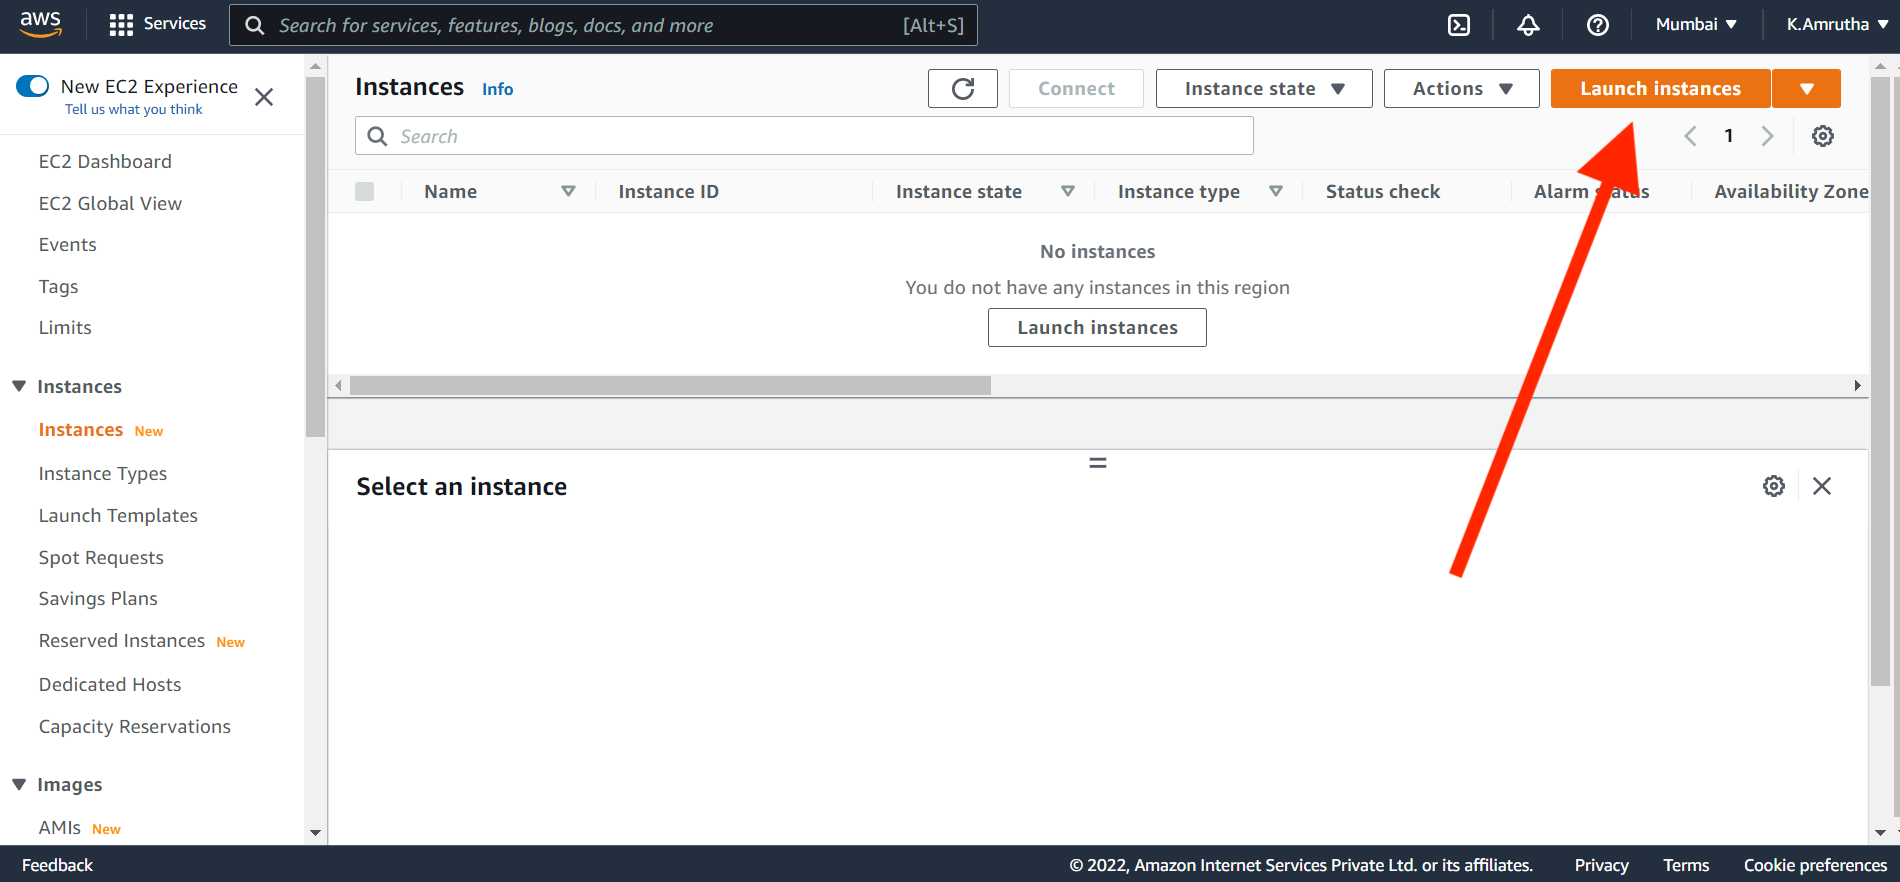 aws Services Search for services, features, blogs, docs, and more [Alt+S] Mumbai K.Amrutha
New EC2 Experience
Tell us what you think
EC2 Dashboard
EC2 Global View
Events
Tags
Limits
Instances
Instances New
Instance Types
Launch Templates
Spot Requests
Savings Plans
Reserved Instances New
Dedicated Hosts
Capacity Reservations
Images
AMIs New
Instances Info Connect Instance state Actions Launch instances
Search 1
Name Instance ID Instance state Instance type Status check Alarm status Availability Zone
No instances
You do not have any instances in this region
Launch instances
Select an instance
Feedback © 2022, Amazon Internet Services Private Ltd. or its affiliates. Privacy Terms Cookie preferences